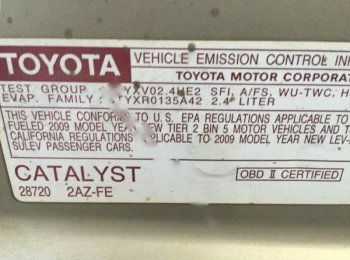 TOYOTA
VEHICLE EMISSION CONTROL
TOYOTA MOTOR
TEST GROUP : SFI, A/FS, WU-TWC,
EVAP. FAMILY : 2.4 LITER
THIS VEHICLE CONFORMS TO U.S. EPA REGULATIONS APPLICABLE TO
FUELED 2009 MODEL YEAR NEW TIER 2 BIN 5 MOTOR VEHICLES AND
CALIFORNIA REGULATIONS APPLICABLE TO 2009 MODEL YEAR NEW
SULEV PASSENGER CARS.
CATALYST
28720 2AZ-FE
OBD II CERTIFIED